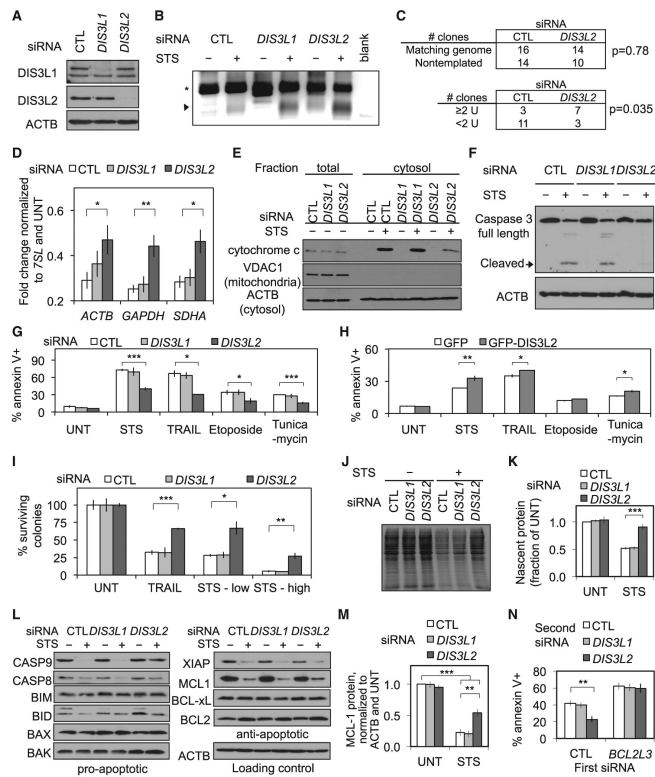 A
siRNA
CTL
DIS3L1
DIS3L2
DIS3L1
DIS3L2
ACTB
B
siRNA CTL DIS3L1 DIS3L2 blank
STS – + – + – +
*
C
siRNA
# clones CTL DIS3L2
Matching genome 16 14
Nontemplated 14 10
p=0.78
siRNA
# clones CTL DIS3L2
≥2 U 3 7
<2 U 11 3
p=0.035
D
siRNA CTL DIS3L1 DIS3L2
Fold change normalized
to 7SL and UNT
0.6
0.4
0.2
* ** *
ACTB GAPDH SDHA
E
Fraction total cytosol
siRNA CTL DIS3L1 DIS3L2 CTL CTL DIS3L1 DIS3L1 DIS3L2 DIS3L2
STS – + – + – +
cytochrome c
VDAC1
(mitochondria)
ACTB
(cytosol)
F
siRNA CTL DIS3L1 DIS3L2
STS – + – + – +
Caspase 3
full length
Cleaved
ACTB
G
siRNA CTL DIS3L1 DIS3L2
% annexin V+
90
60
30
0
*** * * ***
UNT STS TRAIL Etoposide Tunica
-mycin
H
GFP GFP-DIS3L2
% annexin V+
60
30
0
** * *
UNT STS TRAIL Etoposide Tunica
-mycin
I
siRNA CTL DIS3L1 DIS3L2
% surviving
colonies
100
75
50
25
0
*** * **
UNT TRAIL STS - low STS - high
J
STS – +
siRNA CTL DIS3L1 DIS3L2 CTL DIS3L1 DIS3L2
K
siRNA
CTL
DIS3L1
DIS3L2
Nascent protein
(fraction of UNT)
1.0
0.5
0
***
UNT STS
L
siRNA CTL DIS3L1 DIS3L2
STS – + – + – +
CASP9
CASP8
BIM
BID
BAX
BAK
pro-apoptotic
siRNA CTL DIS3L1 DIS3L2
STS – + – + – +
XIAP
MCL1
BCL-xL
BCL2
anti-apoptotic
ACTB
Loading control
M
siRNA
CTL
DIS3L1
DIS3L2
MCL-1 protein,
normalized to
ACTB and UNT
1.0
0.5
0.0
***
**
UNT STS
N
Second
siRNA
CTL
DIS3L1
DIS3L2
% annexin V+
80
60
40
20
0
**
CTL BCL2L3
First siRNA